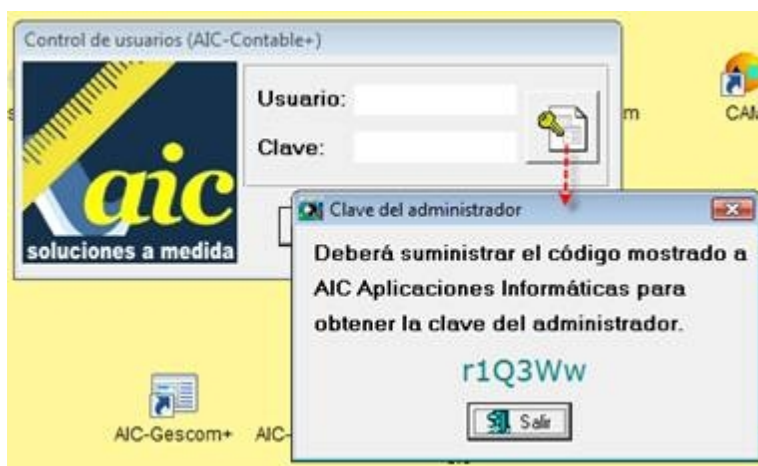 Control de usuarios (AIC-Contable+)
Usuario:
Clave:
aic
soluciones a medida
Clave del administrador
Deberá suministrar el código mostrado a
AIC Aplicaciones Informáticas para
obtener la clave del administrador.
r1Q3Ww
Salir
AIC-Gescom+